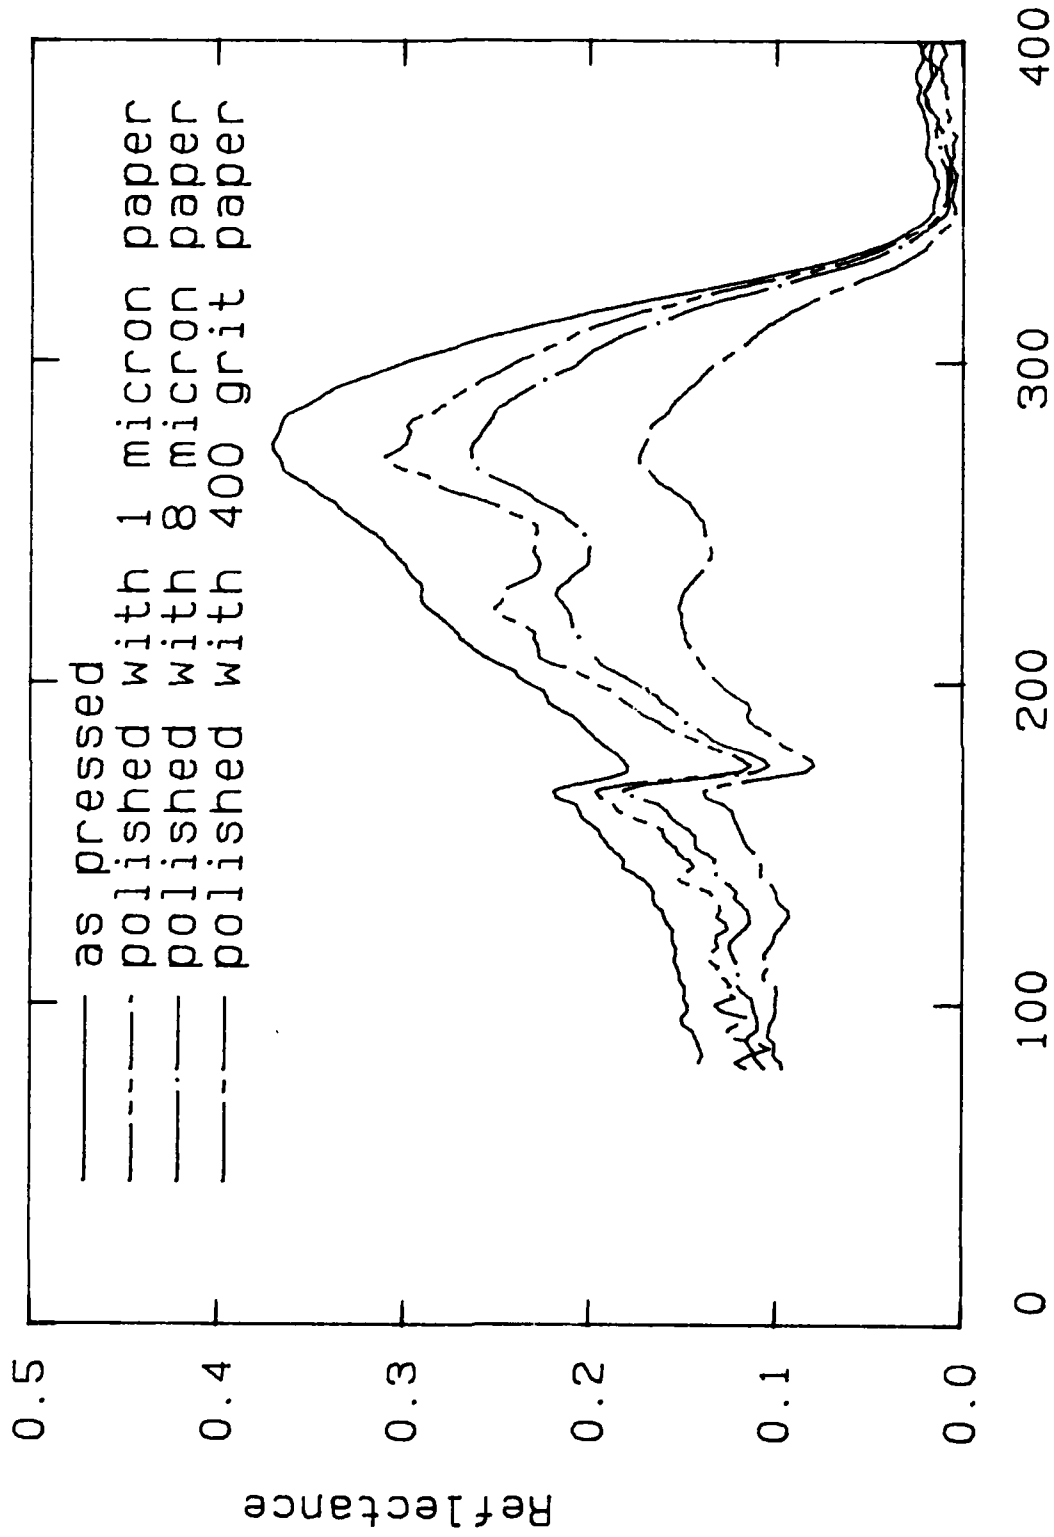 as pressed
polished with 1 micron paper
polished with 8 micron paper
polished with 400 grit paper
Reflectance
0.5
0.4
0.3
0.2
0.1
0.0
0
100
200
300
400